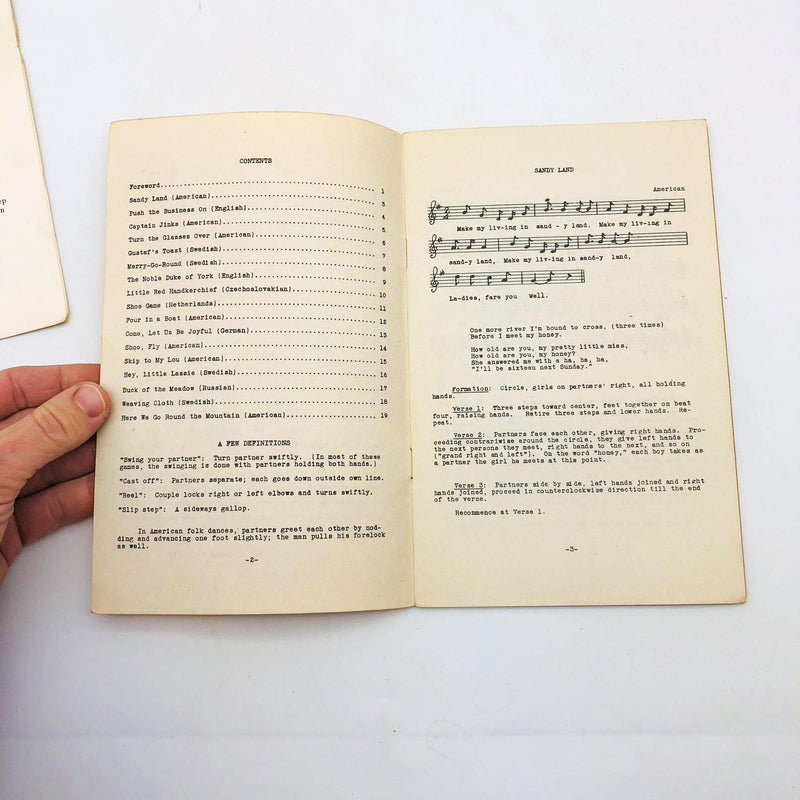 ep
n
CONTENTS
Foreword 1
Sandy Land (American) 3
Push the Business On (English) 4
Captain Jinks (American) 5
Turn the Glasses Over (American) 6
Gustaf's Toast (Swedish) 7
Merry-Go-Round (Swedish) 8
The Noble Duke of York (English) 9
Little Red Handkerchief (Czechoslovakian) 10
Shoe Game (Netherlands) 11
Four in a Boat (American) 12
Come, Let Us Be Joyful (German) 13
Shoo, Fly (American) 14
Skip to My Lou (American) 15
Hey, Little Lassie (Swedish) 16
Duck of the Meadow (Russian) 17
Weaving Cloth (Swedish) 18
Here We Go Round the Mountain (American) 19
A FEW DEFINITIONS
"Swing your partner": Turn partner swiftly. (In most of these
games, the swinging is done with partners holding both hands.)
"Cast off": Partners separate; each goes down outside own line.
"Reel": Couple looks right or left elbows and turns swiftly.
"Slip step": A sideways gallop.
In American folk dances, partners greet each other by nod-
ding and advancing one foot slightly; the man pulls his forelock
as well.
-2-
SANDY LAND
American
Make my liv-ing in sand - y land. Make my liv-ing in
sand-y land, Make my liv-ing in sand-y land,
La-dies, fare you Well.
One more river I'm bound to cross, (three times)
Before I meet my honey.
How old are you, my pretty little miss,
How old are you, my honey?
She answered me with a ha, ha, ha,
"I'll be sixteen next Sunday."
Formation: Circle, girls on partners' right, all holding
hands.
Verse 1: Three steps toward center, feet together on beat
four, raising hands. Retire three steps and lower hands. Re-
peat.
Verse 2: Partners face each other, giving right hands. Pro-
ceeding contrariwise around the circle, they give left hands to
the next persons they meet, right hands to the next, and so on
("grand right and left"). On the word "honey," each boy takes as
a partner the girl he meets at this point.
Verse 3: Partners side by side, left hands joined and right
hands joined, proceed in counterclockwise direction till the end
of the verse.
Recommence at Verse 1.
-3-